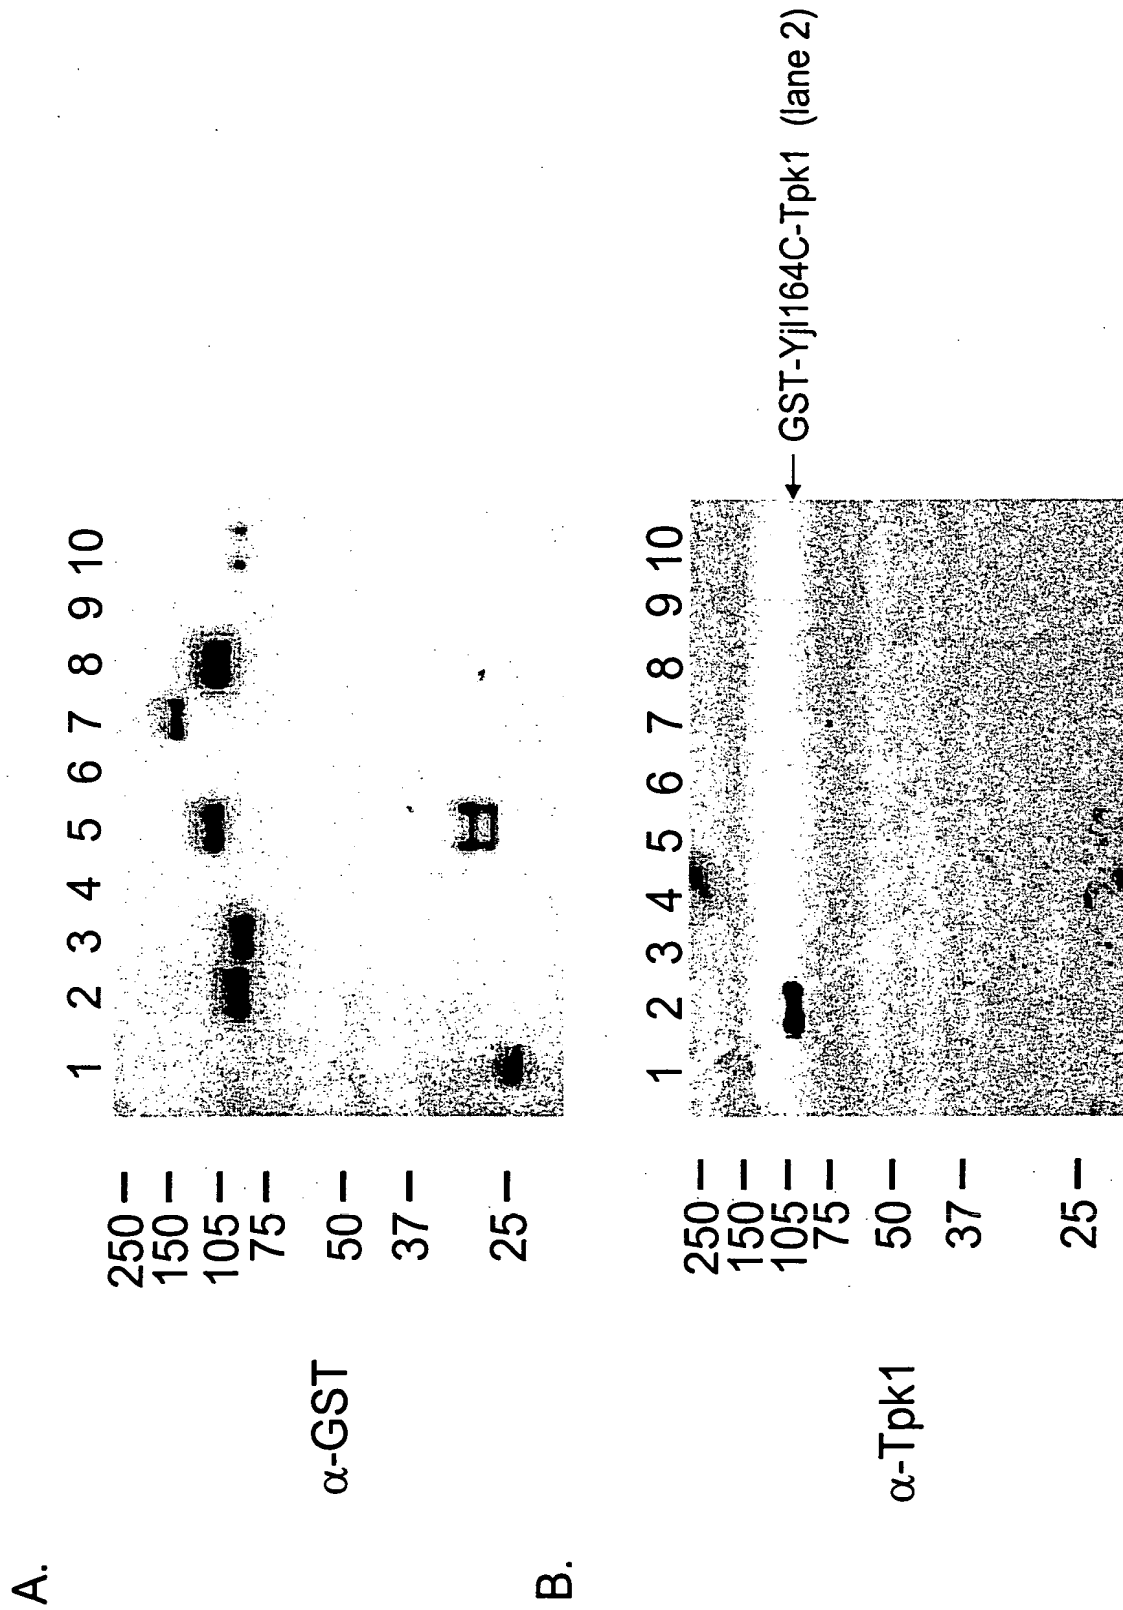 A.
1 2 3 4 5 6 7 8 9 10
250 –
150 –
105 –
75 –
50 –
37 –
25 –
α-GST
B.
1 2 3 4 5 6 7 8 9 10
250 –
150 –
105 –
75 –
50 –
37 –
25 –
α-Tpk1
← GST-Yjl164C-Tpk1 (lane 2)